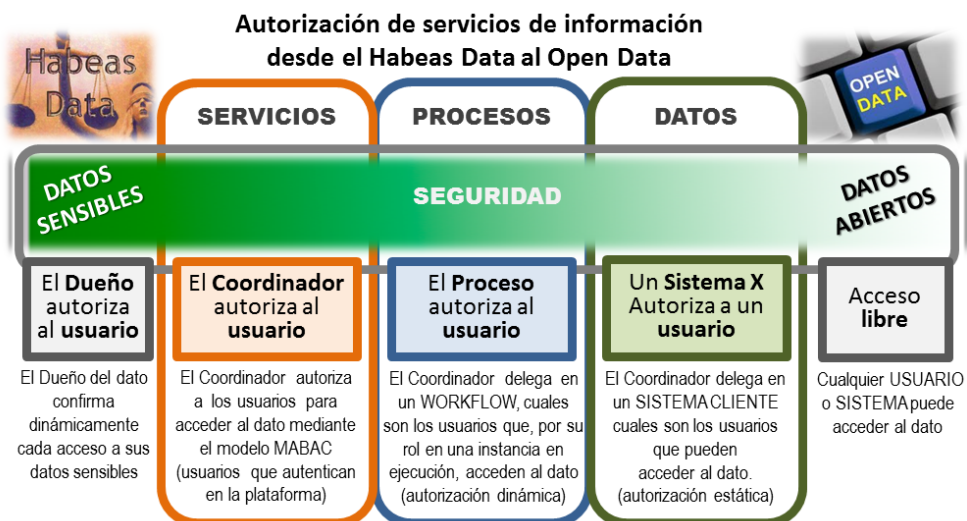 Autorización de servicios de información
desde el Habeas Data al Open Data
Habeas
Data
SERVICIOS
PROCESOS
DATOS
OPEN
DATA
DATOS
SENSIBLES
SEGURIDAD
DATOS
ABIERTOS
El Dueño
autoriza
al usuario
El Coordinador
autoriza al
usuario
El Proceso
autoriza al
usuario
Un Sistema X
Autoriza a un
usuario
Acceso
libre
El Dueño del dato
confirma
dinámicamente
cada acceso a sus
datos sensibles
El Coordinador autoriza
a los usuarios para
acceder al dato mediante
el modelo MABAC
(usuarios que autentican
en la plataforma)
El Coordinador delega en
un WORKFLOW, cuales
son los usuarios que, por su
rol en una instancia en
ejecución, acceden al dato
(autorización dinámica)
El Coordinador delega en
un SISTEMA CLIENTE
cuales son los usuarios
que pueden
acceder al dato.
(autorización estática)
Cualquier USUARIO
o SISTEMA puede
acceder al dato